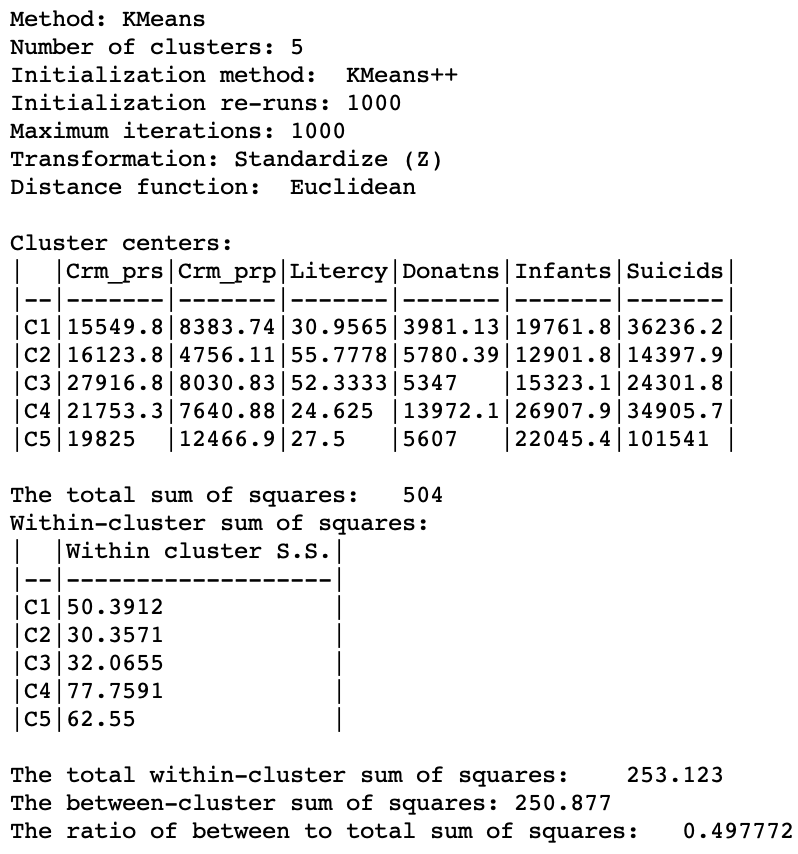 Method: KMeans
Number of clusters: 5
Initialization method:  KMeans++
Initialization re-runs: 1000
Maximum iterations: 1000
Transformation: Standardize (Z)
Distance function:  Euclidean
Cluster centers:
|  |Crm_prs|Crm_prp|Litercy|Donatns|Infants|Suicids|
|--|-------|-------|-------|-------|-------|-------|
|C1|15549.8|8383.74|30.9565|3981.13|19761.8|36236.2|
|C2|16123.8|4756.11|55.7778|5780.39|12901.8|14397.9|
|C3|27916.8|8030.83|52.3333|5347   |15323.1|24301.8|
|C4|21753.3|7640.88|24.625 |13972.1|26907.9|34905.7|
|C5|19825  |12466.9|27.5   |5607   |22045.4|101541 |
The total sum of squares:   504
Within-cluster sum of squares:
|  |Within cluster S.S.|
|--|-------------------|
|C1|50.3912            |
|C2|30.3571            |
|C3|32.0655            |
|C4|77.7591            |
|C5|62.55              |
The total within-cluster sum of squares:    253.123
The between-cluster sum of squares: 250.877
The ratio of between to total sum of squares:   0.497772